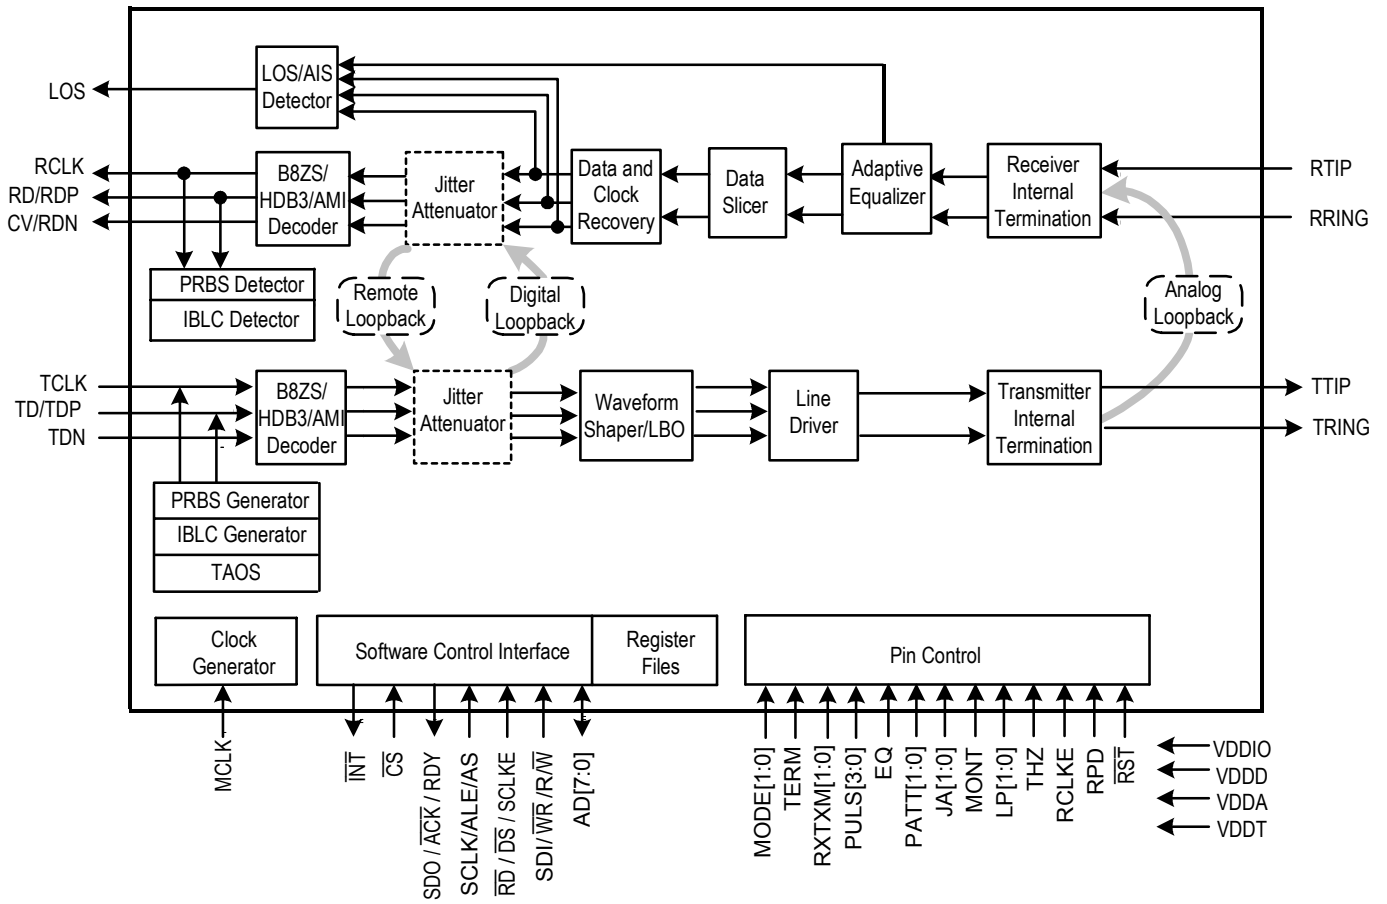 LOS
LOS/AIS
Detector
RCLK
RD/RDP
CV/RDN
B8ZS/
HDB3/AMI
Decoder
Jitter
Attenuator
Data and
Clock
Recovery
Data
Slicer
Adaptive
Equalizer
Receiver
Internal
Termination
RTIP
RRING
PRBS Detector
IBLC Detector
Remote
Loopback
Digital
Loopback
Analog
Loopback
TCLK
TD/TDP
TDN
B8ZS/
HDB3/AMI
Decoder
Jitter
Attenuator
Waveform
Shaper/LBO
Line
Driver
Transmitter
Internal
Termination
TTIP
TRING
PRBS Generator
IBLC Generator
TAOS
Clock
Generator
Software Control Interface
Register
Files
Pin Control
MCLK
INT
CS
SDO / ACK / RDY
SCLK/ALE/AS
RD / DS / SCLKE
SDI/ WR /R/W
AD[7:0]
MODE[1:0]
TERM
RXTXM[1:0]
PULS[3:0]
EQ
PATT[1:0]
JA[1:0]
MONT
LP[1:0]
THZ
RCLKE
RPD
RST
VDDIO
VDDD
VDDA
VDDT